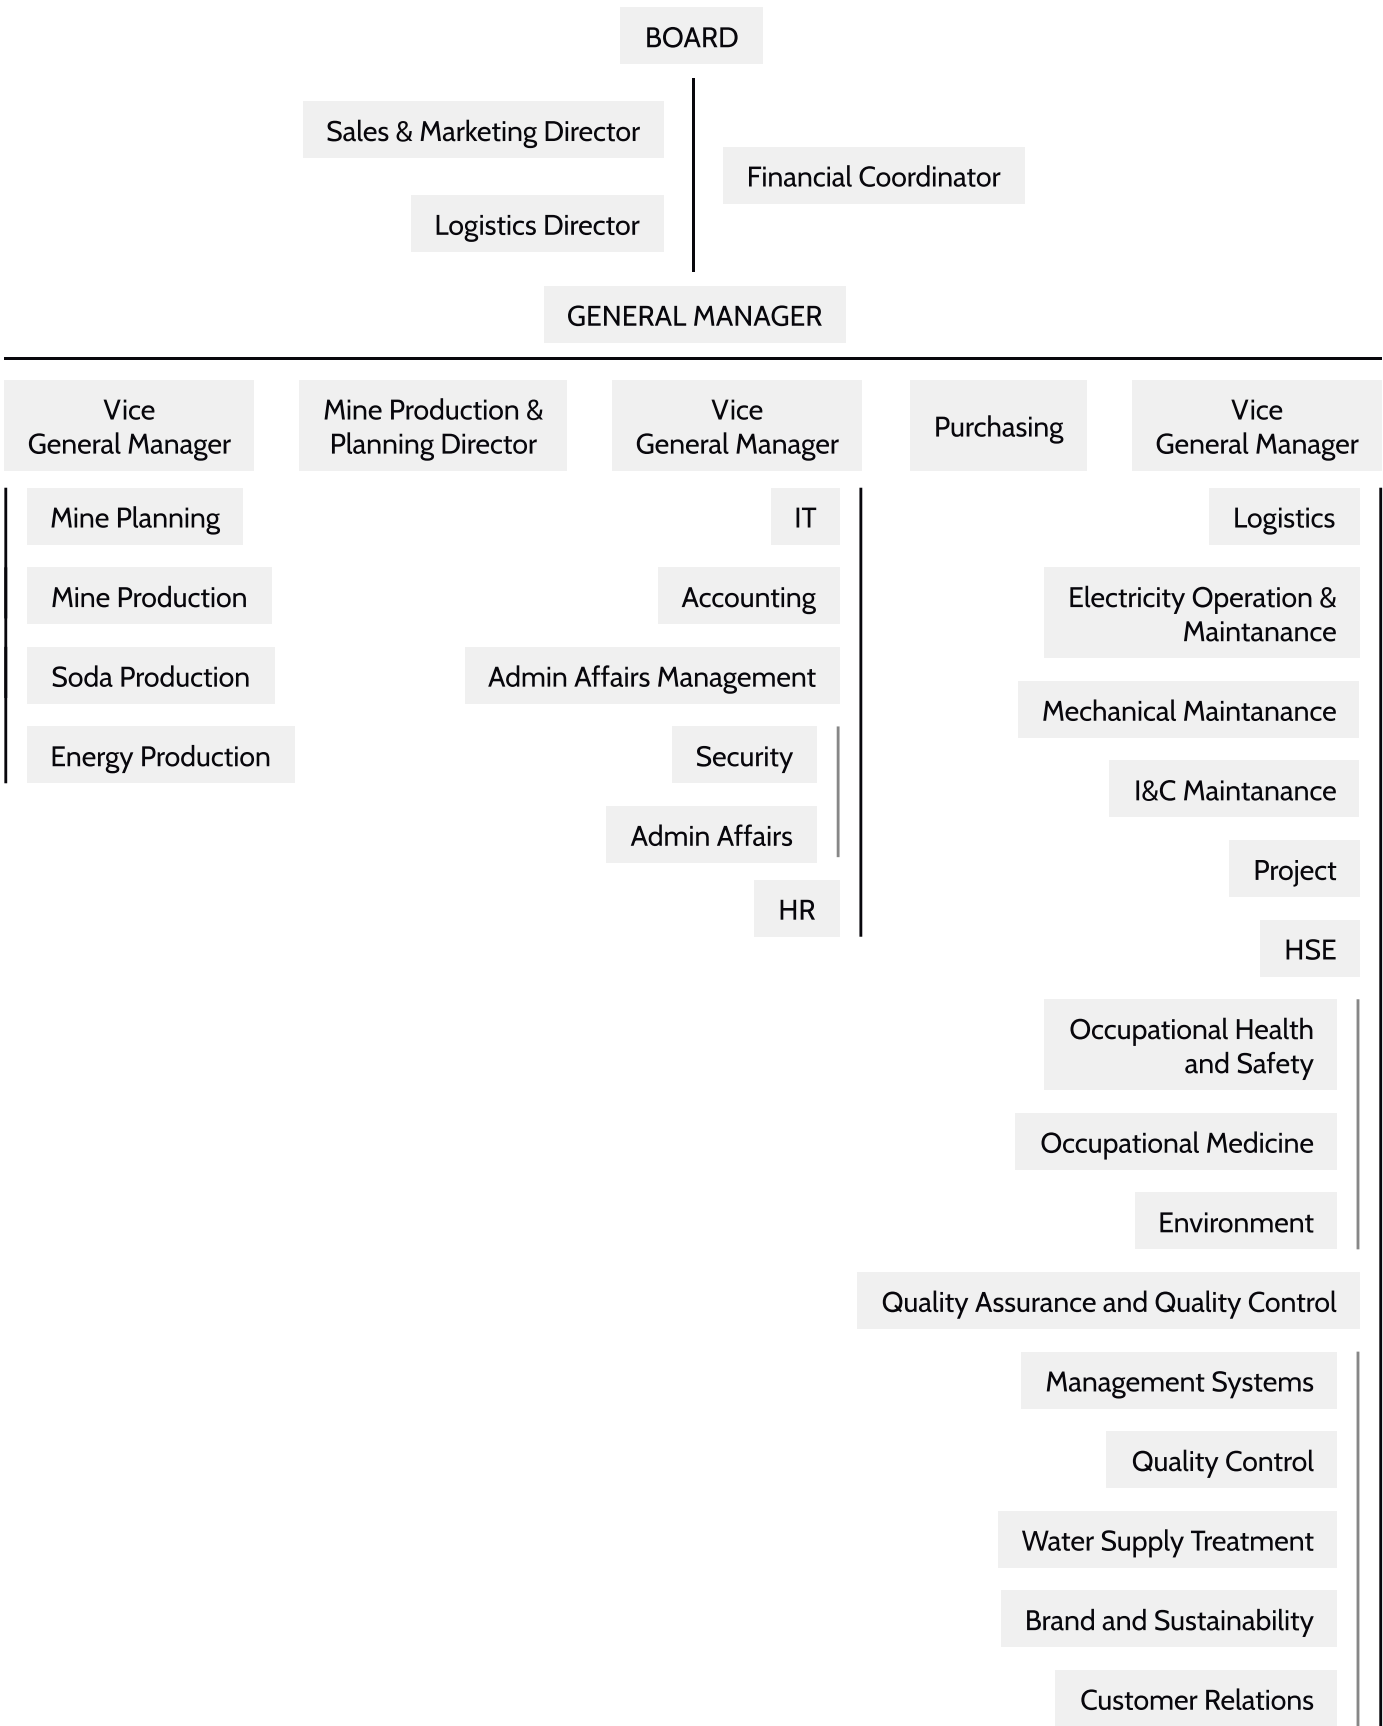 BOARD
Sales & Marketing Director
Financial Coordinator
Logistics Director
GENERAL MANAGER
Vice
General Manager
Mine Planning
Mine Production
Soda Production
Energy Production
Mine Production &
Planning Director
Vice
General Manager
IT
Accounting
Admin Affairs Management
Security
Admin Affairs
HR
Purchasing
Vice
General Manager
Logistics
Electricity Operation &
Maintanance
Mechanical Maintanance
I&C Maintanance
Project
HSE
Occupational Health
and Safety
Occupational Medicine
Environment
Quality Assurance and Quality Control
Management Systems
Quality Control
Water Supply Treatment
Brand and Sustainability
Customer Relations